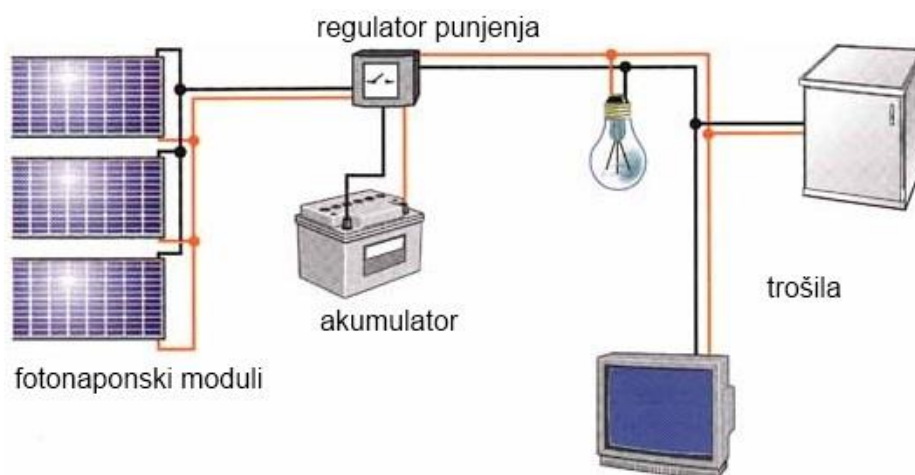 regulator punjenja
akumulator
trošila
fotonaponski moduli